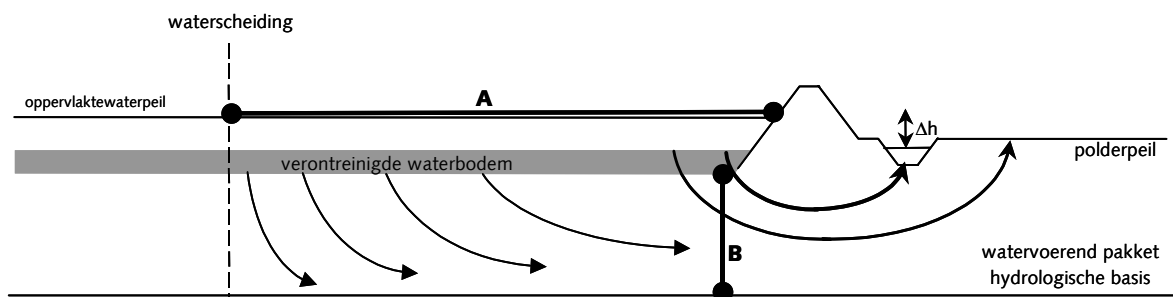 waterscheiding
oppervlaktewaterpeil
A
Δh
polderpeil
verontreinigde waterbodem
B
watervoerend pakket
hydrologische basis